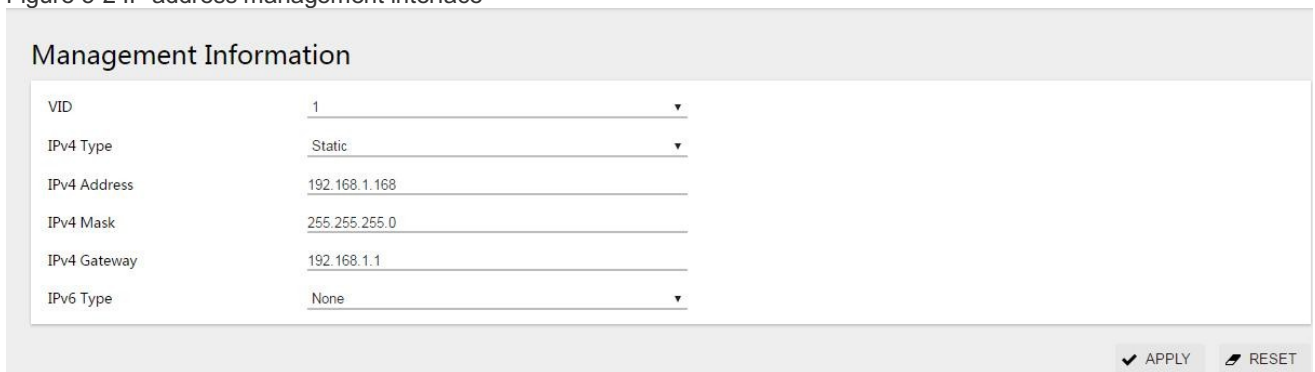 Management Information
VID 1
IPv4 Type Static
IPv4 Address 192.168.1.168
IPv4 Mask 255.255.255.0
IPv4 Gateway 192.168.1.1
IPv6 Type None
APPLY RESET